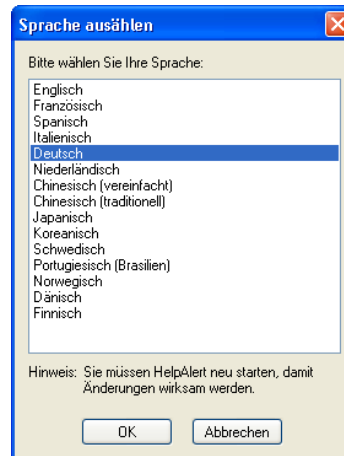 Sprache ausählen
Bitte wählen Sie Ihre Sprache:
Englisch
Französisch
Spanisch
Italienisch
Deutsch
Niederländisch
Chinesisch (vereinfacht)
Chinesisch (traditionell)
Japanisch
Koreanisch
Schwedisch
Portugiesisch (Brasilien)
Norwegisch
Dänisch
Finnisch
Hinweis: Sie müssen HelpAlert neu starten, damit
Änderungen wirksam werden.
OK Abbrechen